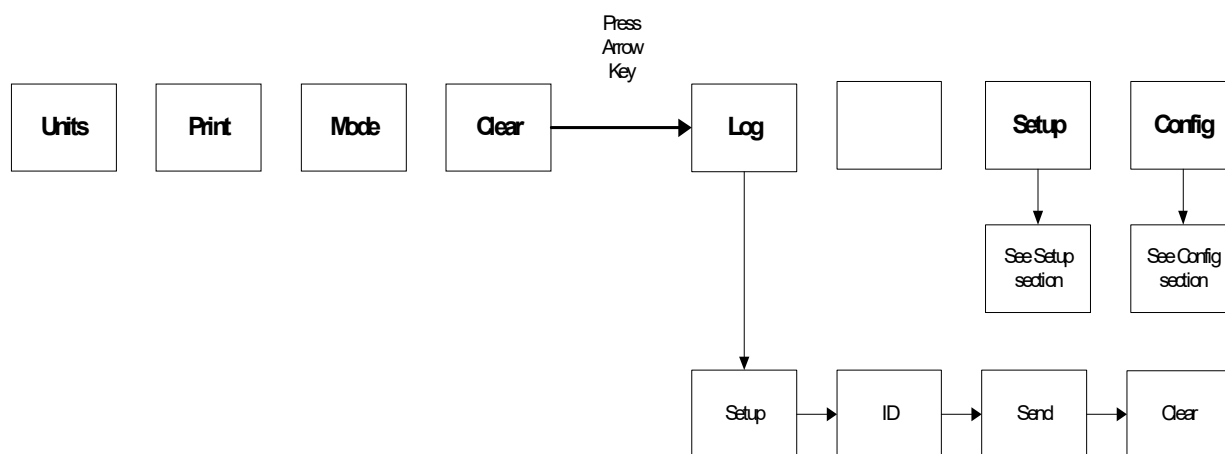 Press
Arrow
Key
Units
Print
Mode
Clear
Log
Setup
Config
See Setup
section
See Config
section
Setup
ID
Send
Clear